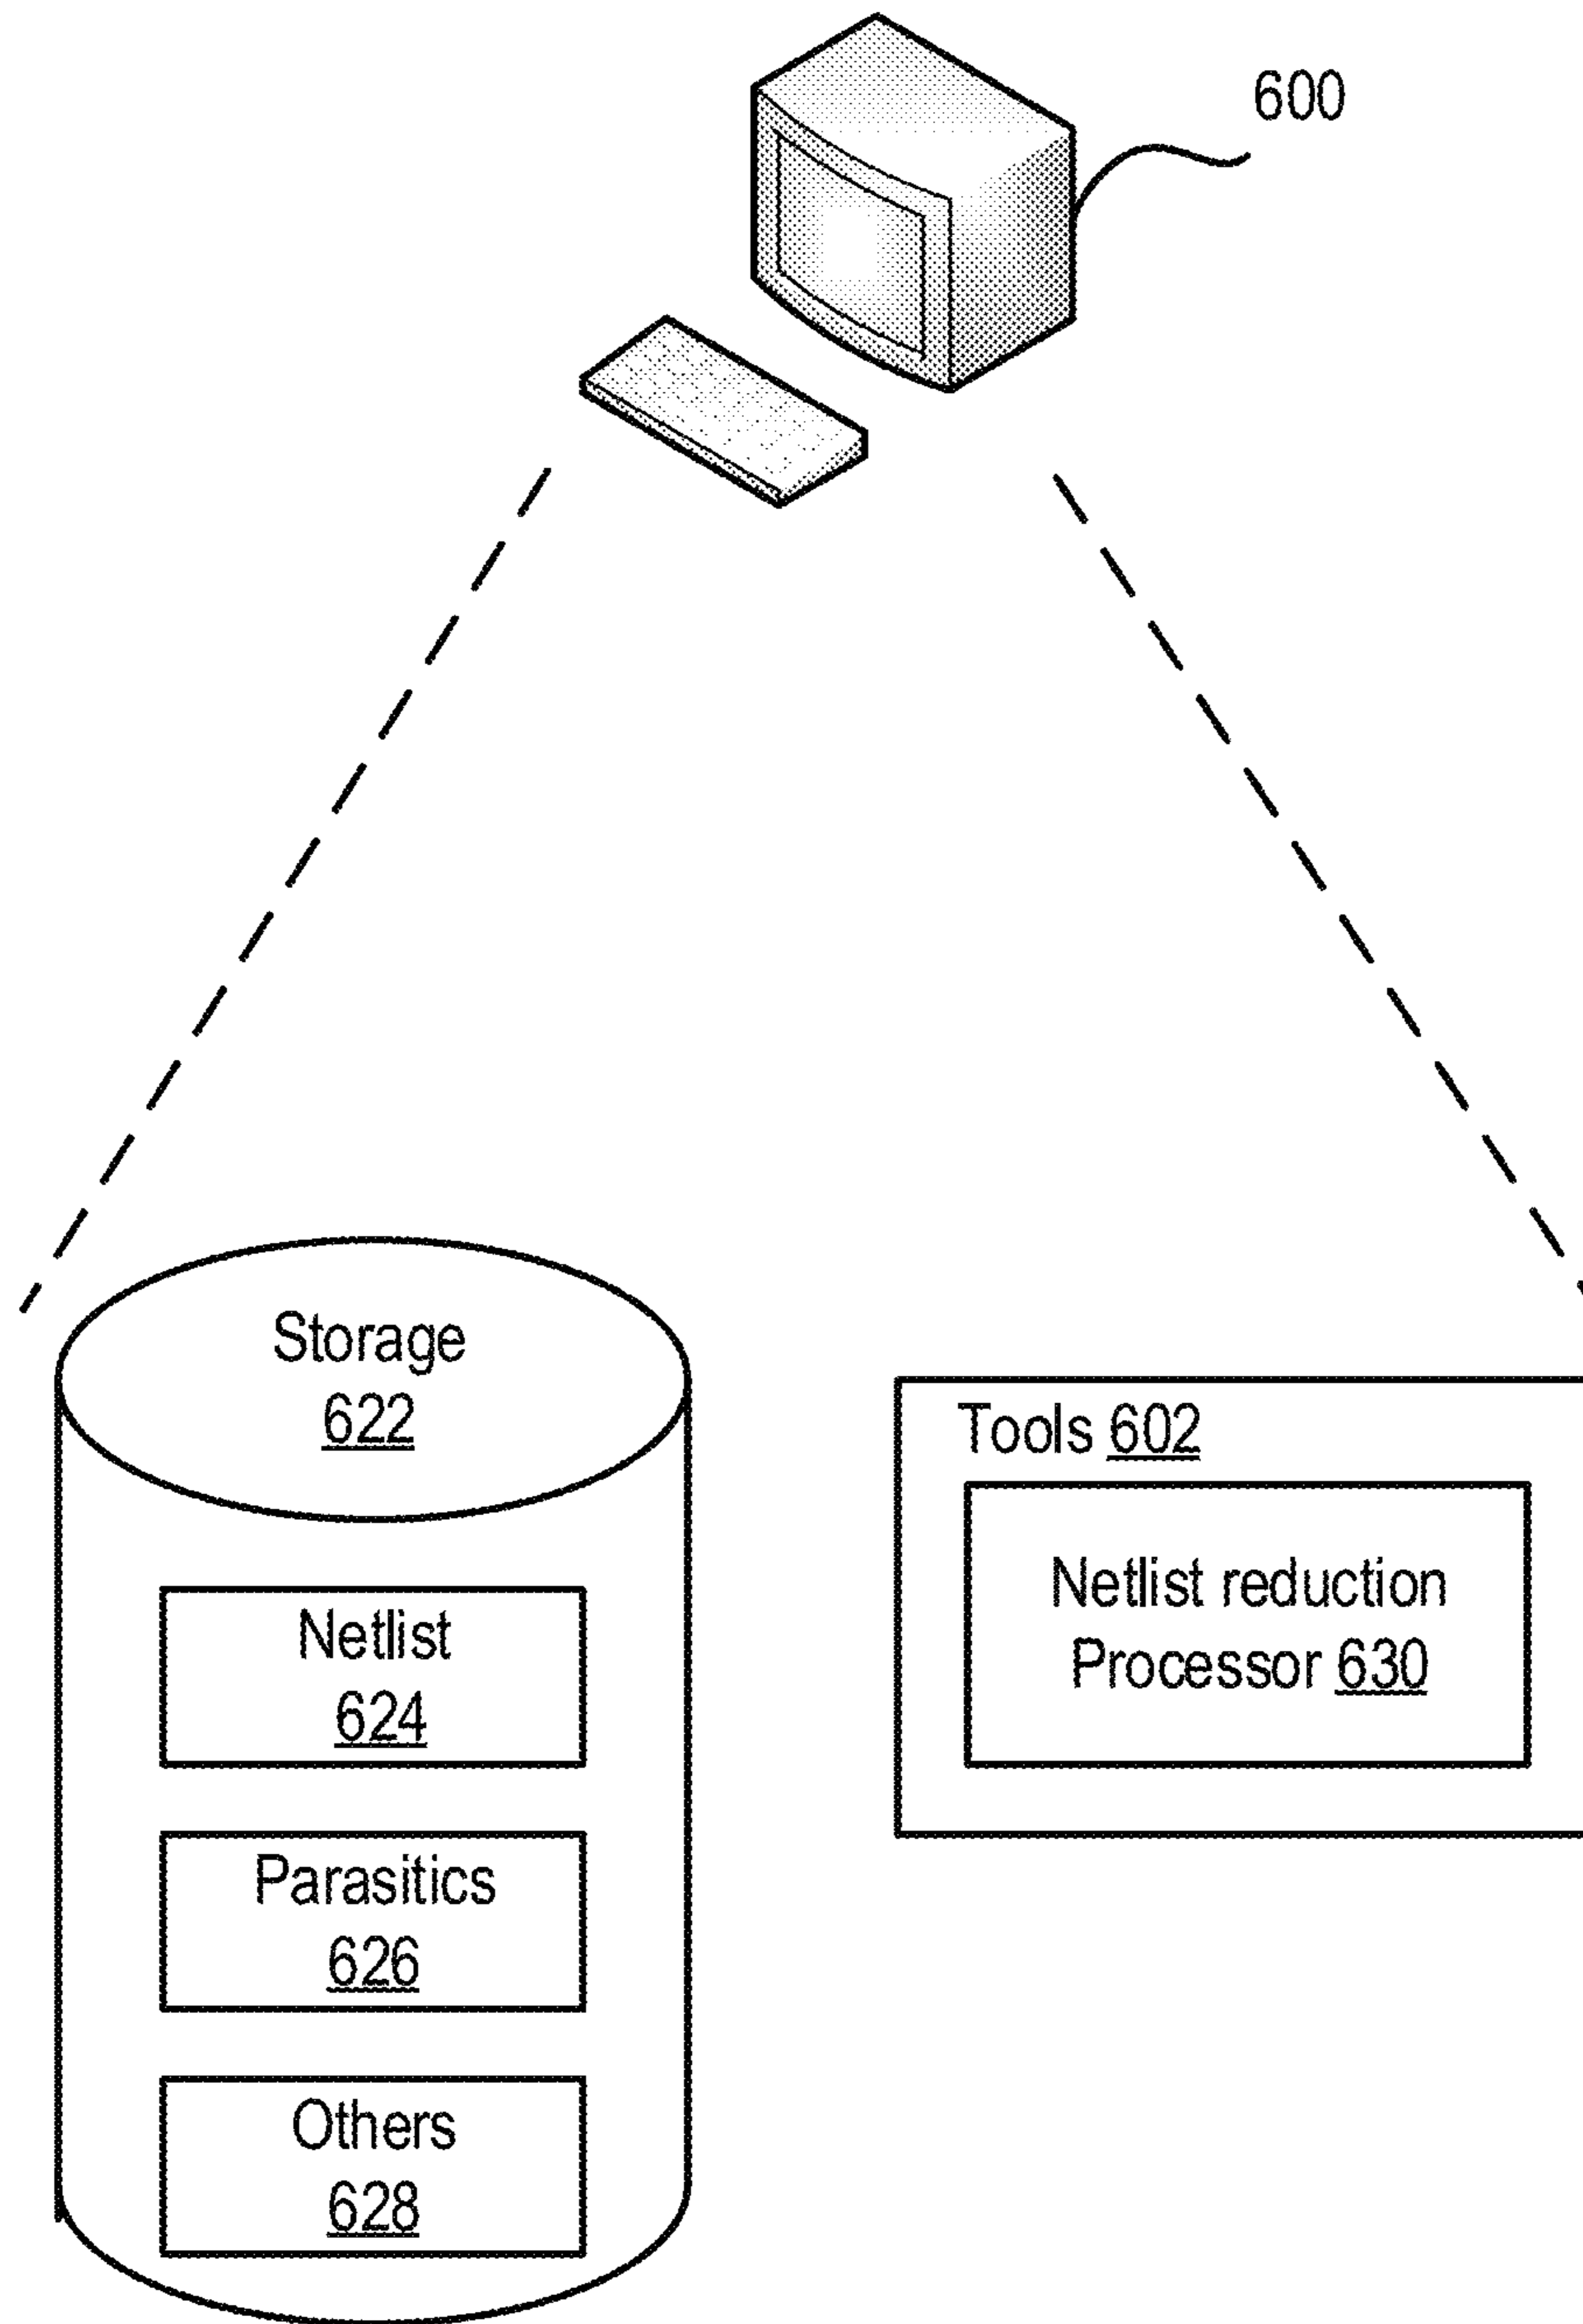 600
Storage
622
Tools 602
Netlist reduction
Processor 630
Netlist
624
Parasitics
626
Others
628